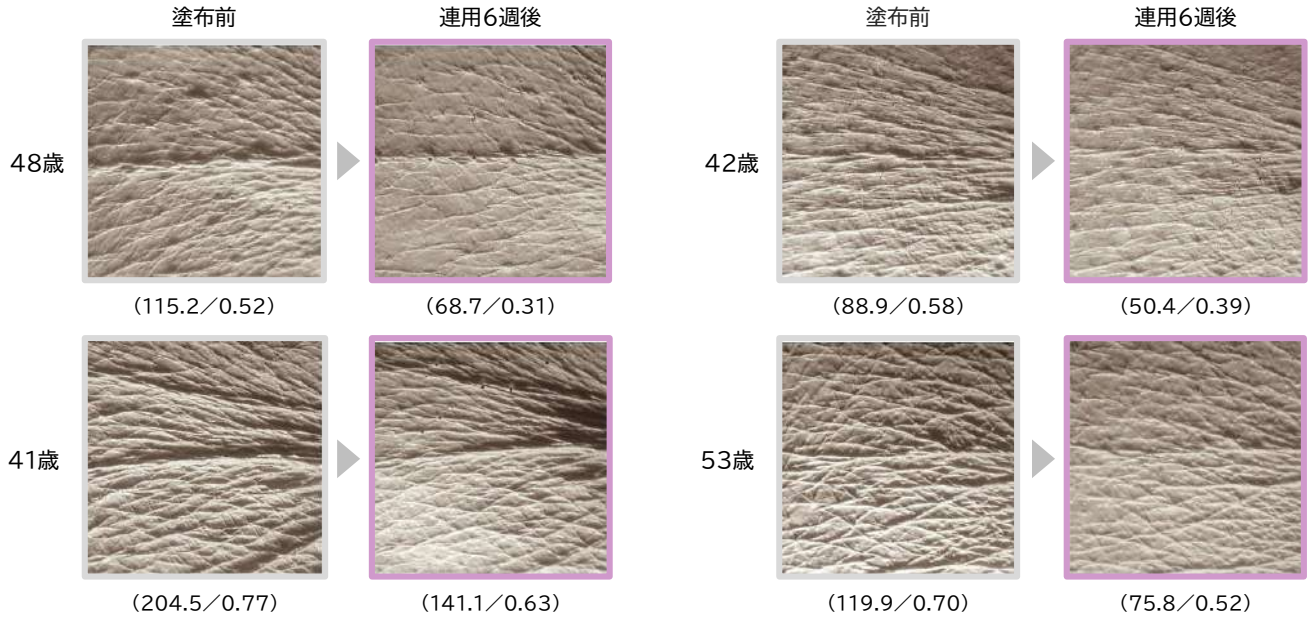 塗布前 連用6週後 塗布前 連用6週後
48歳 42歳
(115.2／0.52) (68.7／0.31) (88.9／0.58) (50.4／0.39)
41歳 53歳
(204.5／0.77) (141.1／0.63) (119.9／0.70) (75.8／0.52)